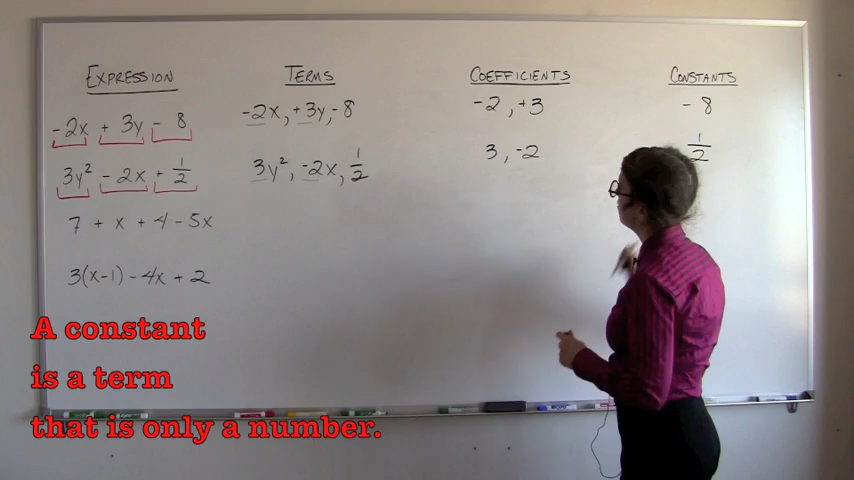 EXPRESSION TERMS COEFFICIENTS CONSTANTS
-2x + 3y - 8 -2x, +3y, -8 -2, +3 - 8
3y² - 2x + 1/2 3y², -2x, 1/2 3, -2 1/2
7 + x + 4 - 5x
3(x-1) - 4x + 2
A constant
is a term
that is only a number.